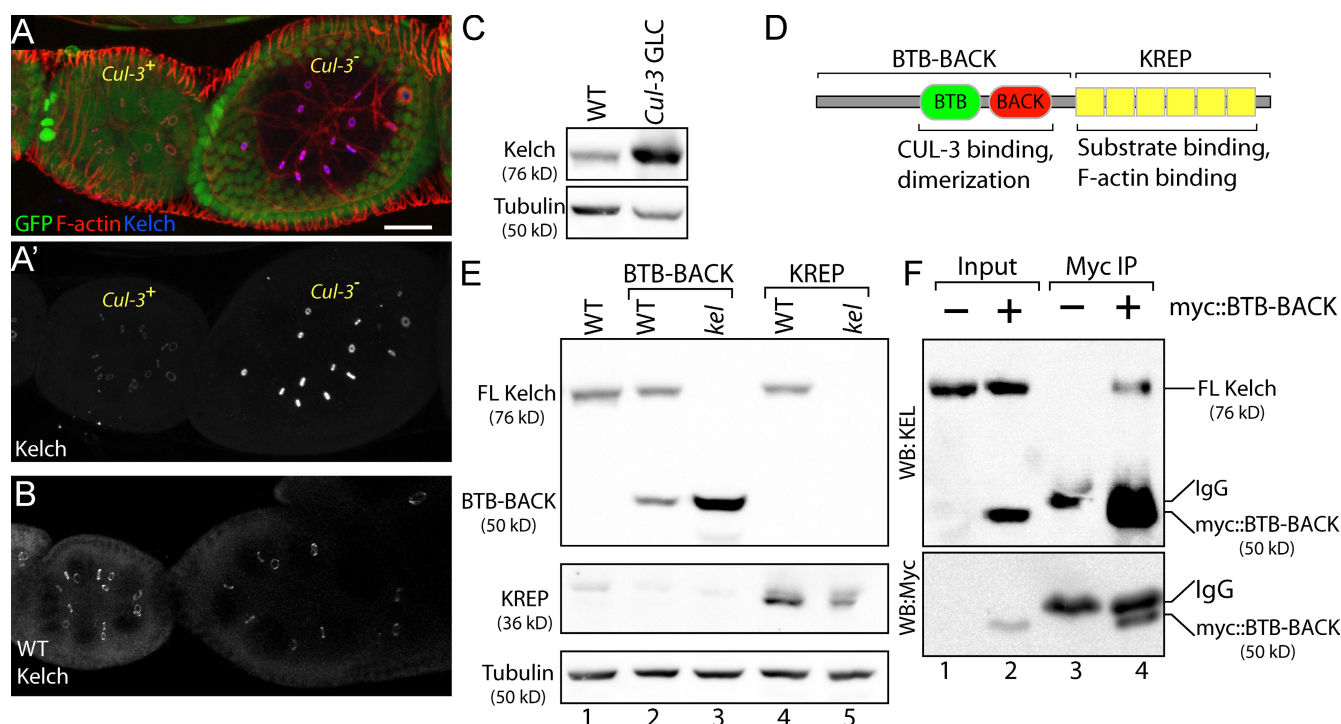 A
Cul-3+
Cul-3-
GFP F-actin Kelch
A'
Cul-3+
Cul-3-
Kelch
B
WT
Kelch
C
WT
Cul-3 GLC
Kelch
(76 kD)
Tubulin
(50 kD)
D
BTB-BACK
KREP
BTB
BACK
CUL-3 binding,
dimerization
Substrate binding,
F-actin binding
E
BTB-BACK
KREP
WT
WT
kel
WT
kel
FL Kelch
(76 kD)
BTB-BACK
(50 kD)
KREP
(36 kD)
Tubulin
(50 kD)
1 2 3 4 5
F
Input
Myc IP
− + − + myc::BTB-BACK
WB: KEL
FL Kelch
(76 kD)
IgG
myc::BTB-BACK
(50 kD)
WB:Myc
IgG
myc::BTB-BACK
(50 kD)
1 2 3 4